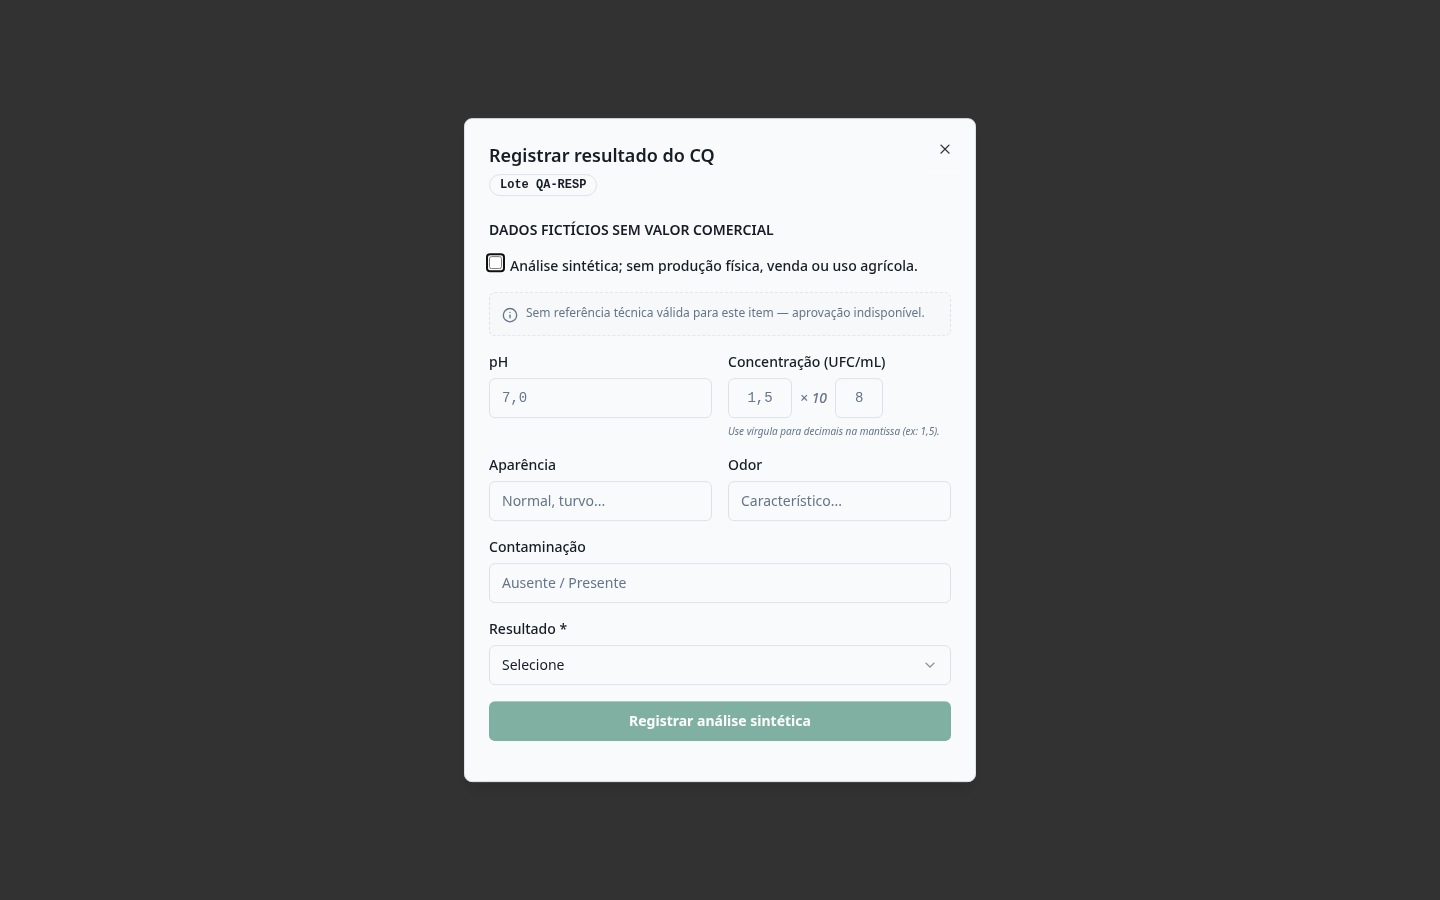 Registrar resultado do CQ
Lote QA-RESP
DADOS FICTÍCIOS SEM VALOR COMERCIAL
Análise sintética; sem produção física, venda ou uso agrícola.
Sem referência técnica válida para este item — aprovação indisponível.
pH
7,0
Concentração (UFC/mL)
1,5 × 10 8
Use vírgula para decimais na mantissa (ex: 1,5).
Aparência
Normal, turvo...
Odor
Característico...
Contaminação
Ausente / Presente
Resultado *
Selecione
Registrar análise sintética